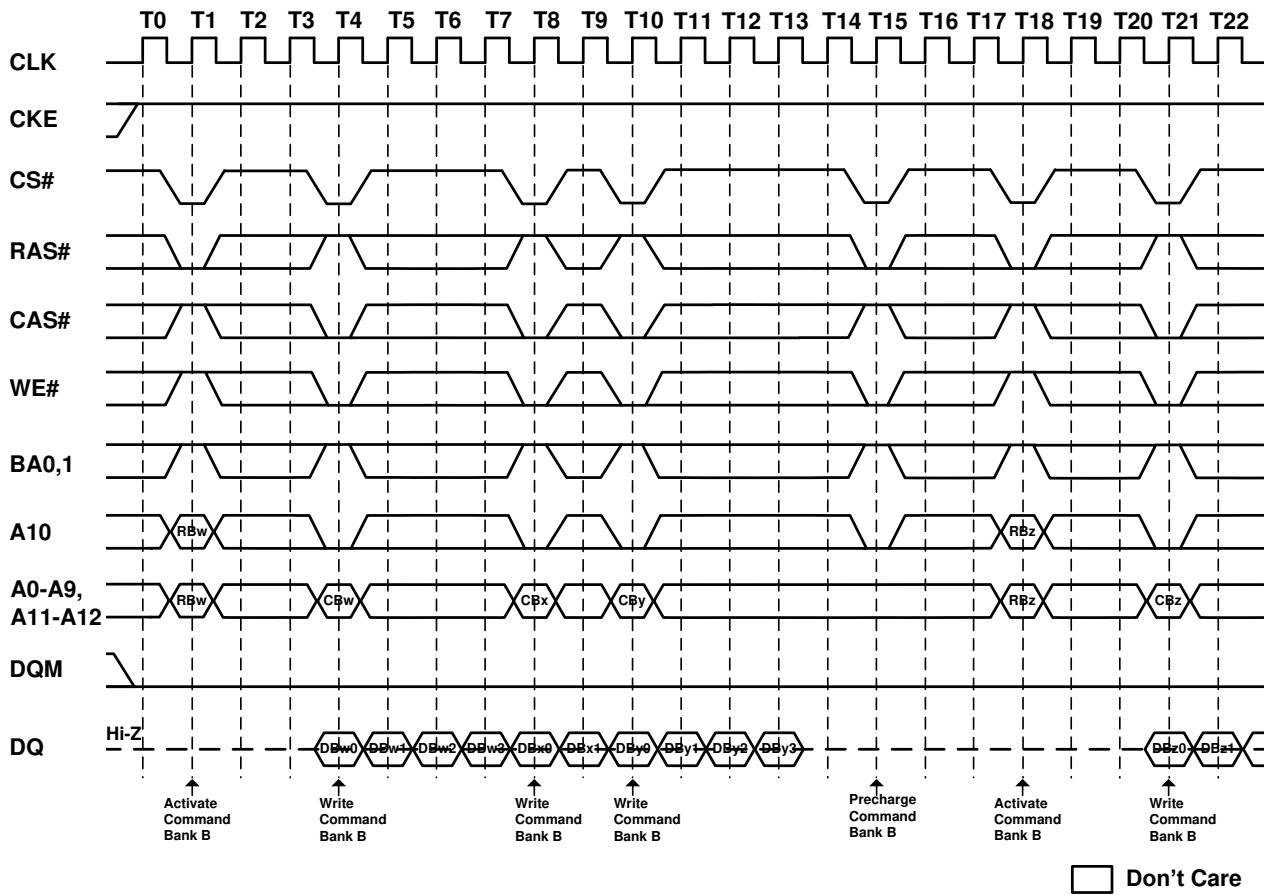 T0 T1 T2 T3 T4 T5 T6 T7 T8 T9 T10 T11 T12 T13 T14 T15 T16 T17 T18 T19 T20 T21 T22
CLK
CKE
CS#
RAS#
CAS#
WE#
BA0,1
A10 RBw RBz
A0-A9,
A11-A12
RBw CBw CBx CBy RBz CBz
DQM
DQ Hi-Z DBw0 DBw1 DBw2 DBw3 DBx0 DBx1 DBy0 DBy1 DBy2 DBy3 DBz0 DBz1
Activate
Command
Bank B
Write
Command
Bank B
Write
Command
Bank B
Write
Command
Bank B
Precharge
Command
Bank B
Activate
Command
Bank B
Write
Command
Bank B
Don't Care